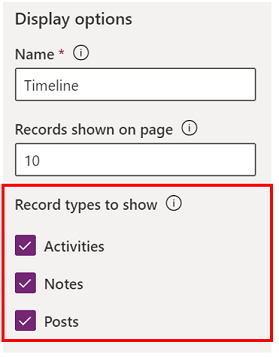 Display options
Name *
Timeline
Records shown on page
10
Record types to show
Activities
Notes
Posts